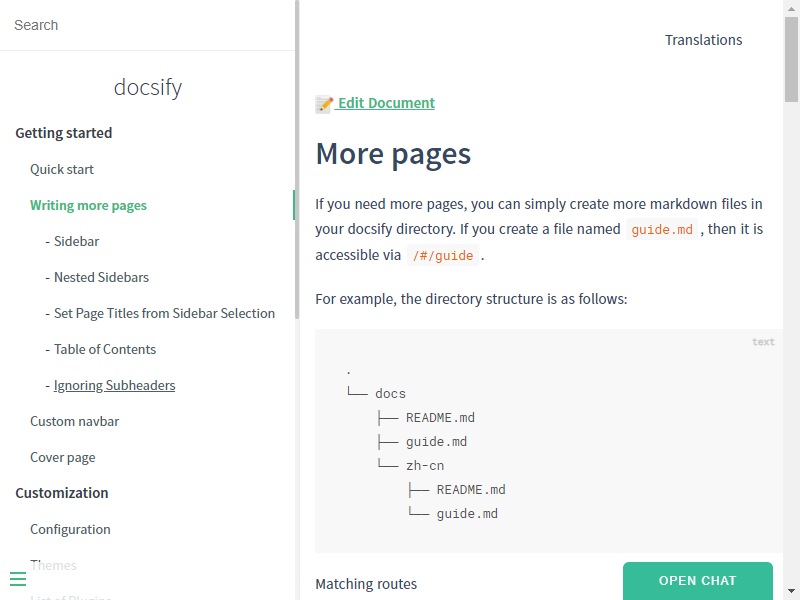 Search
docsify
Getting started
Quick start
Writing more pages
- Sidebar
- Nested Sidebars
- Set Page Titles from Sidebar Selection
- Table of Contents
- Ignoring Subheaders
Custom navbar
Cover page
Customization
Configuration
Themes
List of Plugins
Translations
Edit Document
More pages
If you need more pages, you can simply create more markdown files in
your docsify directory. If you create a file named guide.md , then it is
accessible via /#/guide .
For example, the directory structure is as follows:
text
.
└── docs
├── README.md
├── guide.md
└── zh-cn
├── README.md
└── guide.md
Matching routes
OPEN CHAT